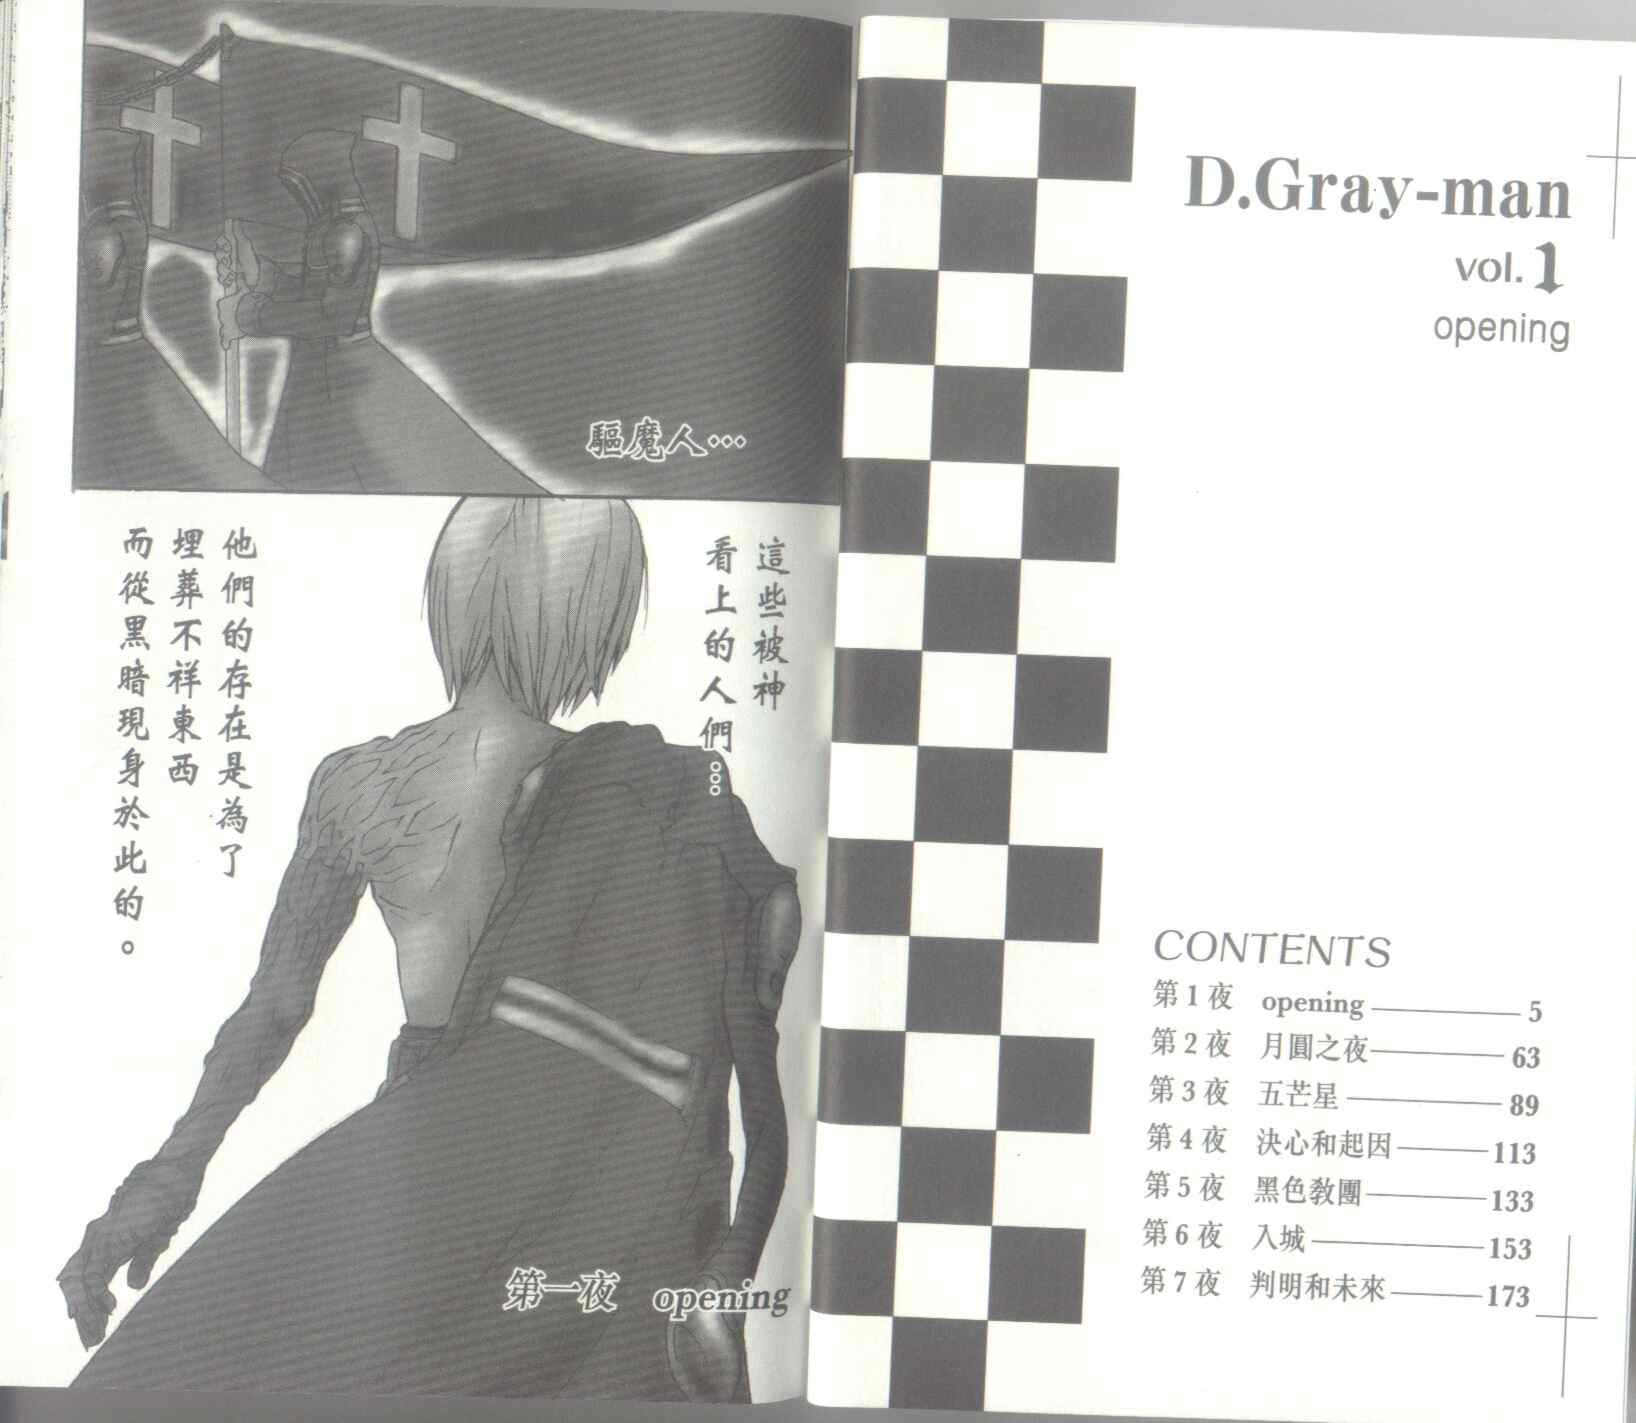 驅魔人…
這些被神
看上的人們…。
他們的存在是為了
埋葬不祥東西
而從黑暗現身於此的。
第一夜 opening
D.Gray-man
vol.1
opening
CONTENTS
第1夜 opening 5
第2夜 月圓之夜 63
第3夜 五芒星 89
第4夜 決心和起因 113
第5夜 黑色教團 133
第6夜 入城 153
第7夜 判明和未來 173